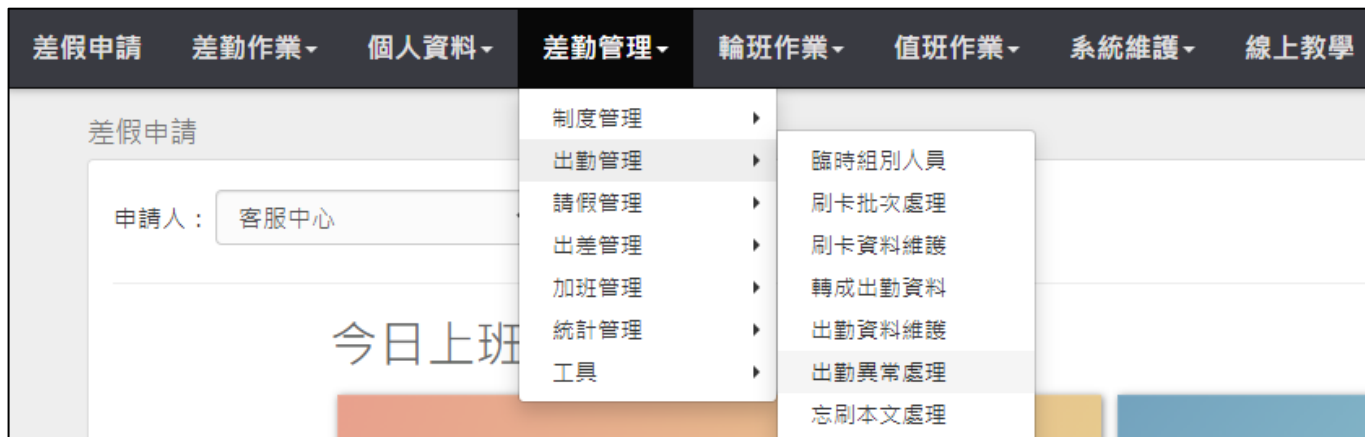 差假申請 差勤作業 個人資料 差勤管理 輪班作業 值班作業 系統維護 線上教學
差假申請
申請人： 客服中心
今日上班
制度管理
出勤管理
請假管理
出差管理
加班管理
統計管理
工具
臨時組別人員
刷卡批次處理
刷卡資料維護
轉成出勤資料
出勤資料維護
出勤異常處理
忘刷本文處理